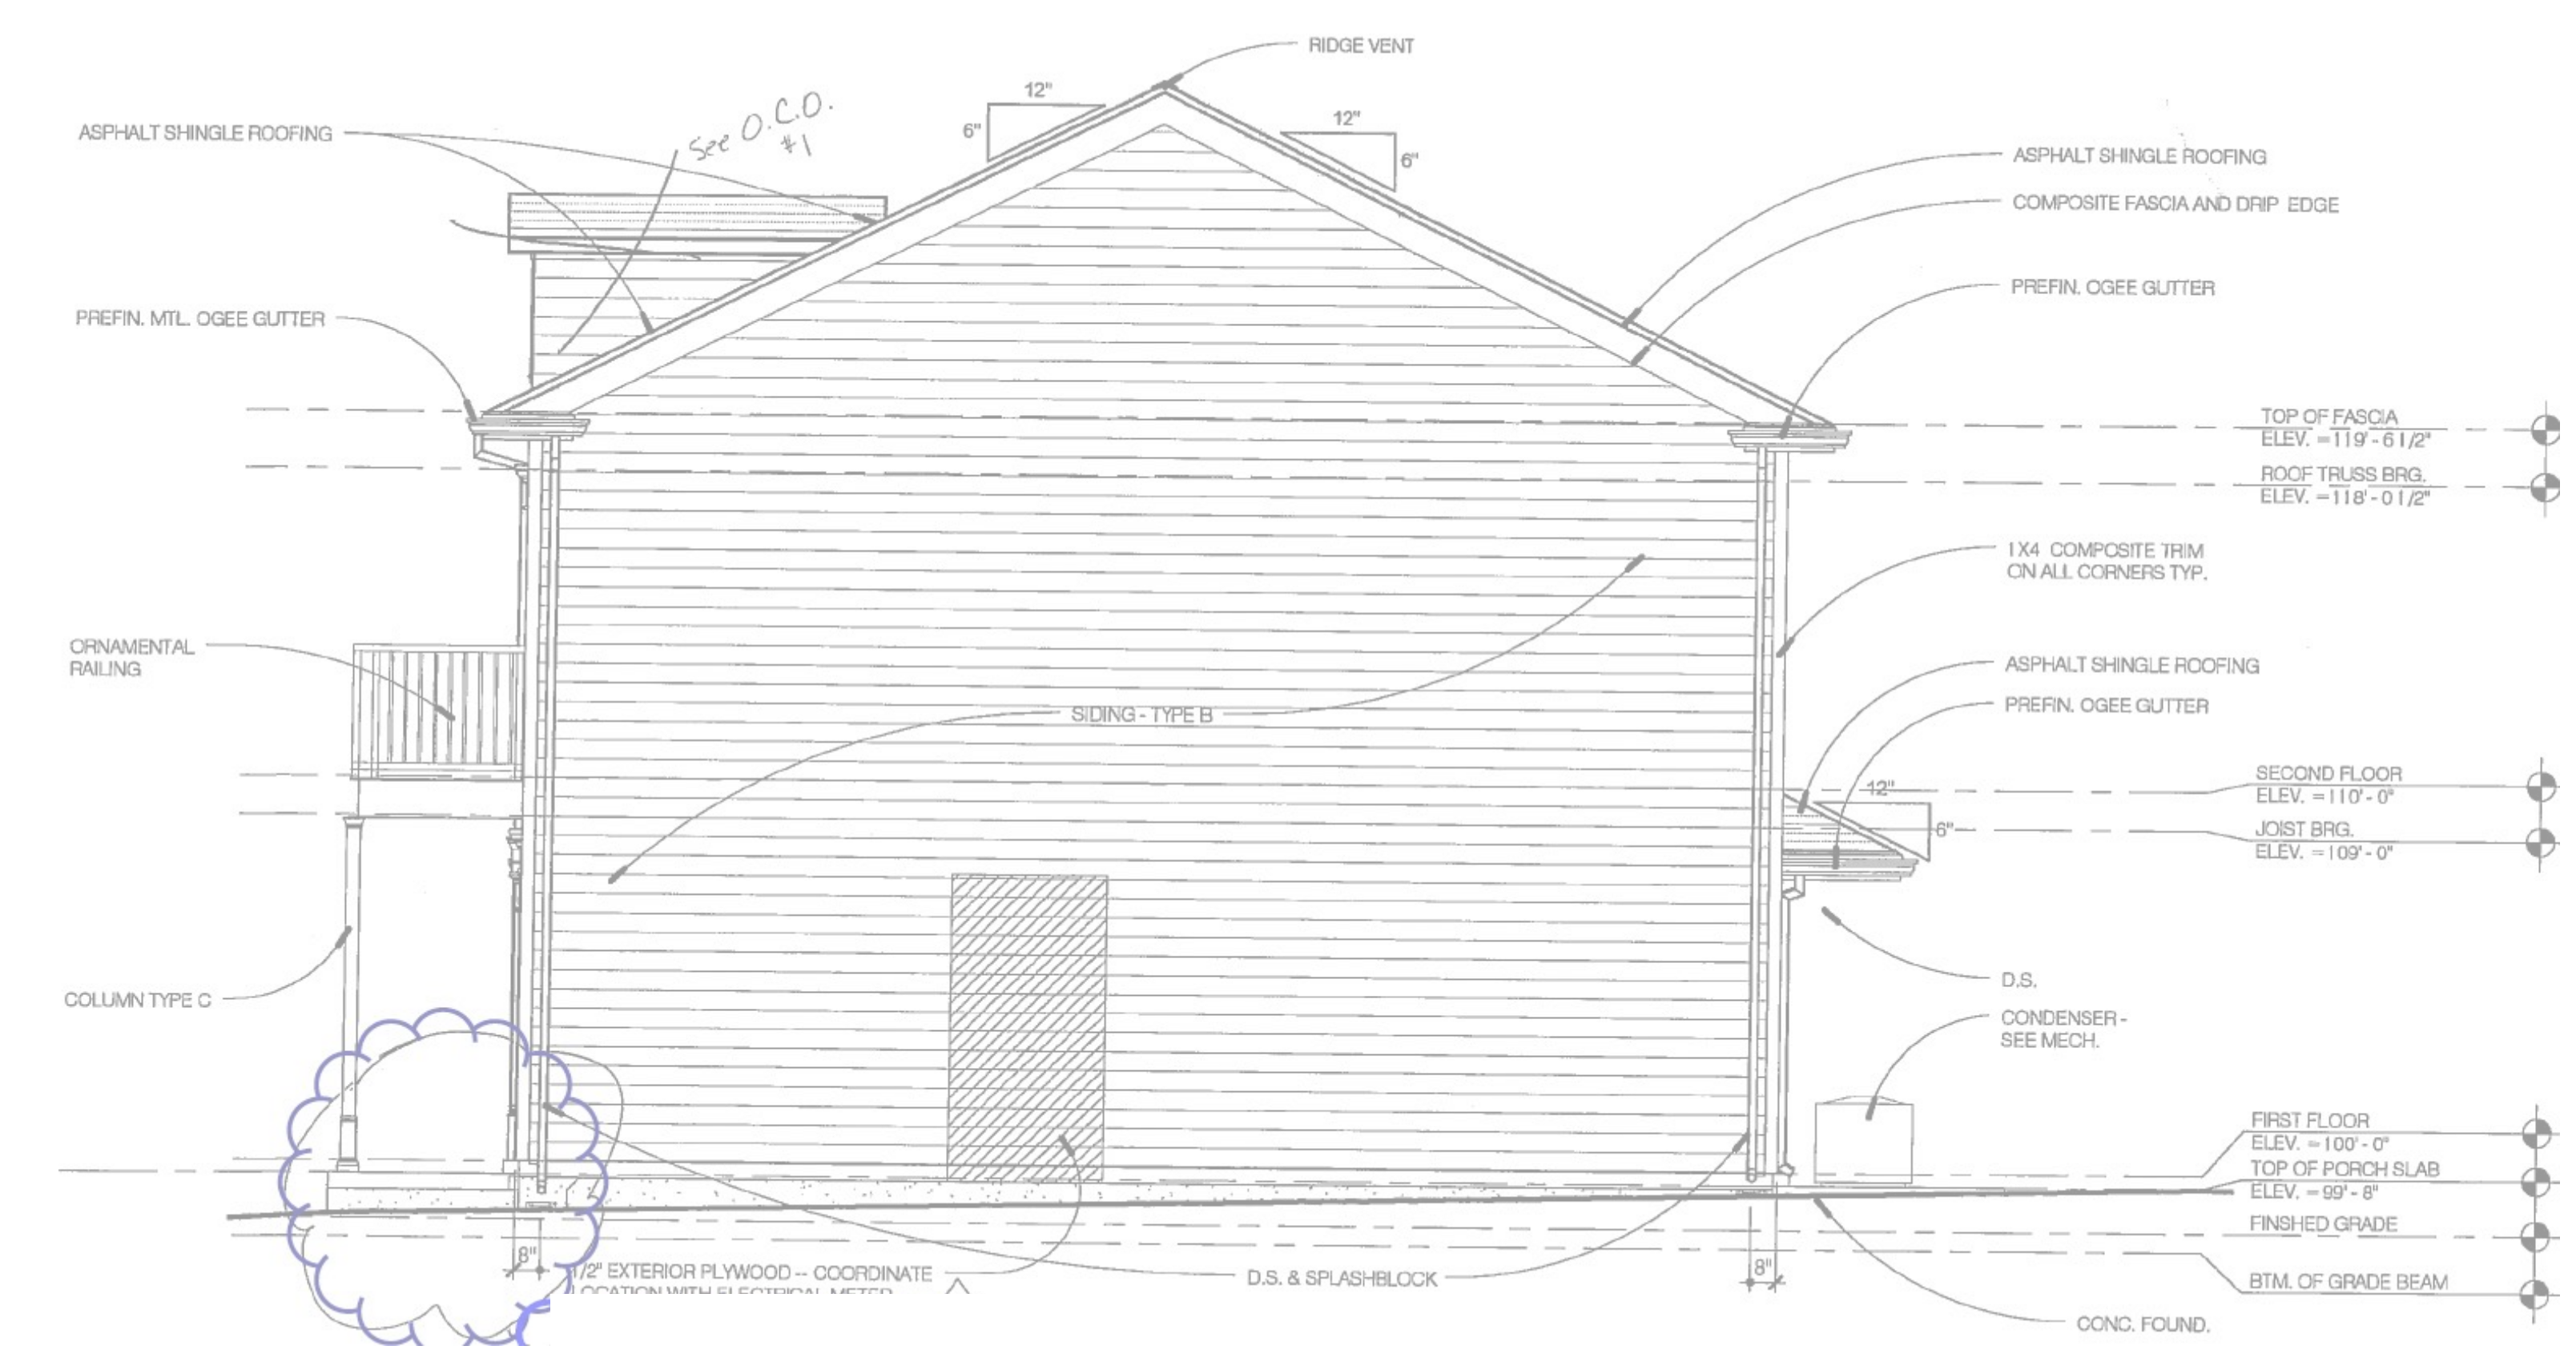 RIDGE VENT
12"
6"
12"
6"
See O.C.O.
#1
ASPHALT SHINGLE ROOFING
PREFIN. MTL. OGEE GUTTER
ORNAMENTAL
RAILING
COLUMN TYPE C
SIDING - TYPE B
ASPHALT SHINGLE ROOFING
COMPOSITE FASCIA AND DRIP EDGE
PREFIN. OGEE GUTTER
TOP OF FASCIA
ELEV. = 119' - 6 1/2"
ROOF TRUSS BRG.
ELEV. = 118' - 0 1/2"
1X4 COMPOSITE TRIM
ON ALL CORNERS TYP.
ASPHALT SHINGLE ROOFING
PREFIN. OGEE GUTTER
12"
6"
SECOND FLOOR
ELEV. = 110' - 0"
JOIST BRG.
ELEV. = 109' - 0"
D.S.
CONDENSER -
SEE MECH.
FIRST FLOOR
ELEV. = 100' - 0"
TOP OF PORCH SLAB
ELEV. = 99' - 8"
FINSHED GRADE
BTM. OF GRADE BEAM
CONC. FOUND.
8"
1/2" EXTERIOR PLYWOOD -- COORDINATE
LOCATION WITH ELECTRICAL METER
D.S. & SPLASHBLOCK
8"